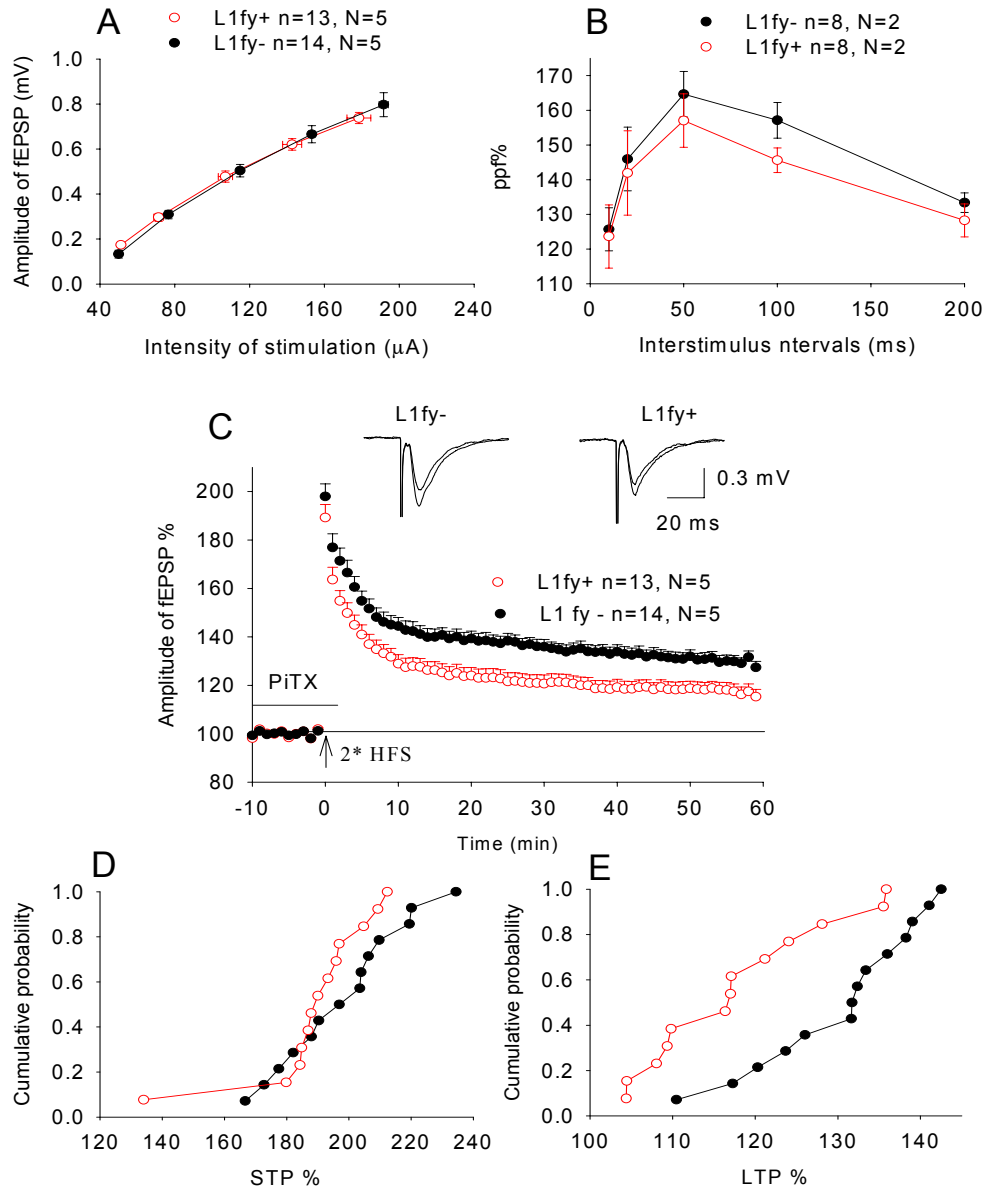 A
L1fy+ n=13, N=5
L1fy- n=14, N=5
Amplitude of fEPSP (mV)
1.0
0.8
0.6
0.4
0.2
0.0
40 80 120 160 200 240
Intensity of stimulation (μA)
B
L1fy- n=8, N=2
L1fy+ n=8, N=2
ppf%
170
160
150
140
130
120
110
0 50 100 150 200
Interstimulus ntervals (ms)
C
L1fy-
L1fy+
0.3 mV
20 ms
L1fy+ n=13, N=5
L1 fy - n=14, N=5
Amplitude of fEPSP %
200
180
160
140
120
100
80
PiTX
2* HFS
-10 0 10 20 30 40 50 60
Time (min)
D
Cumulative probability
1.0
0.8
0.6
0.4
0.2
0.0
120 140 160 180 200 220 240
STP %
E
Cumulative probability
1.0
0.8
0.6
0.4
0.2
0.0
100 110 120 130 140
LTP %